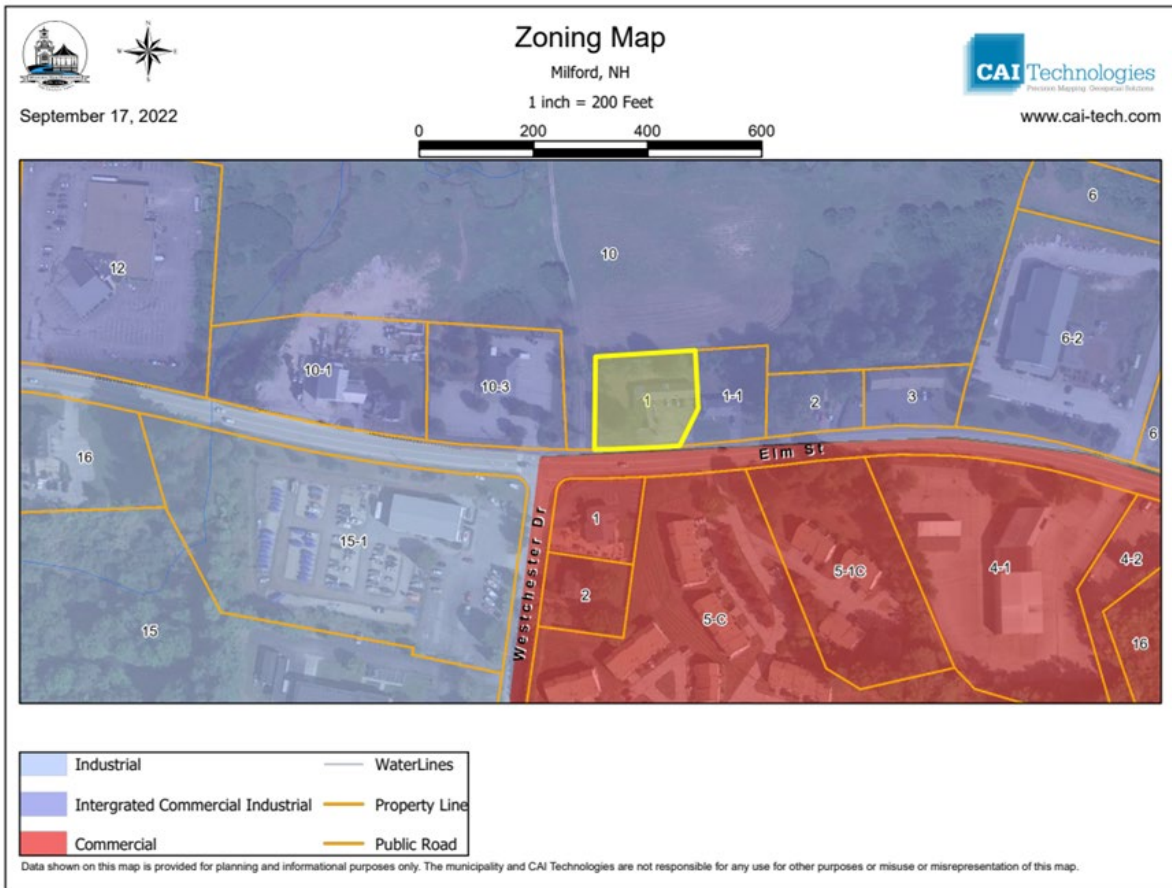 Zoning Map
Milford, NH
1 inch = 200 Feet
September 17, 2022
CAI Technologies
Precision Mapping. Geospatial Solutions
www.cai-tech.com
0 200 400 600
N
W E
S
12
10
6
10-1
10-3
6-2
1
1-1
2
3
6
Elm St
16
15-1
Westchester Dr
1
2
5-C
5-1C
4-1
4-2
16
15
Industrial
WaterLines
Intergrated Commercial Industrial
Property Line
Commercial
Public Road
Data shown on this map is provided for planning and informational purposes only. The municipality and CAI Technologies are not responsible for any use for other purposes or misuse or misrepresentation of this map.